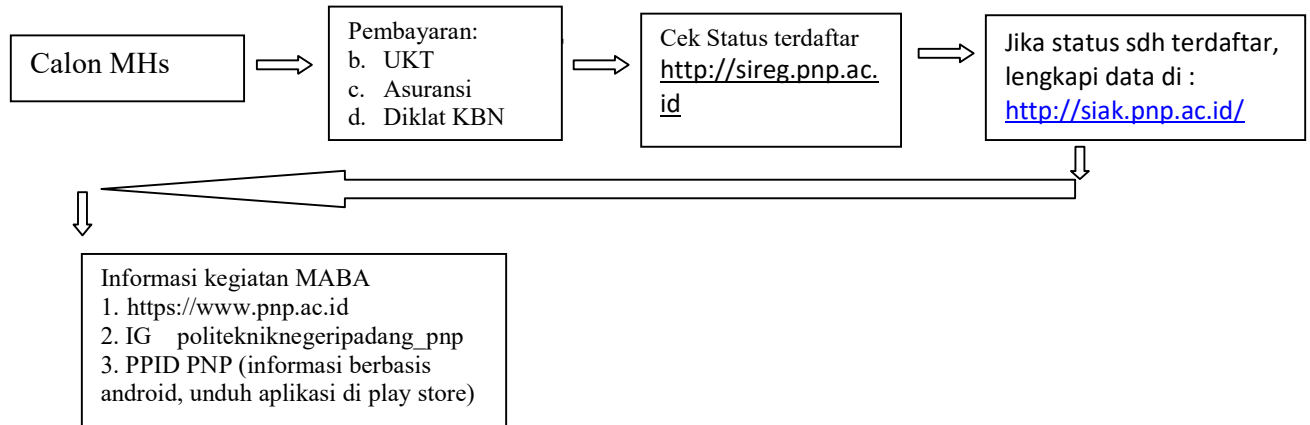 Calon MHs
Pembayaran:
b. UKT
c. Asuransi
d. Diklat KBN
Cek Status terdaftar
http://sireg.pnp.ac.
id
Jika status sdh terdaftar,
lengkapi data di :
http://siak.pnp.ac.id/
Informasi kegiatan MABA
1. https://www.pnp.ac.id
2. IG politekniknegeripadang_pnp
3. PPID PNP (informasi berbasis
android, unduh aplikasi di play store)